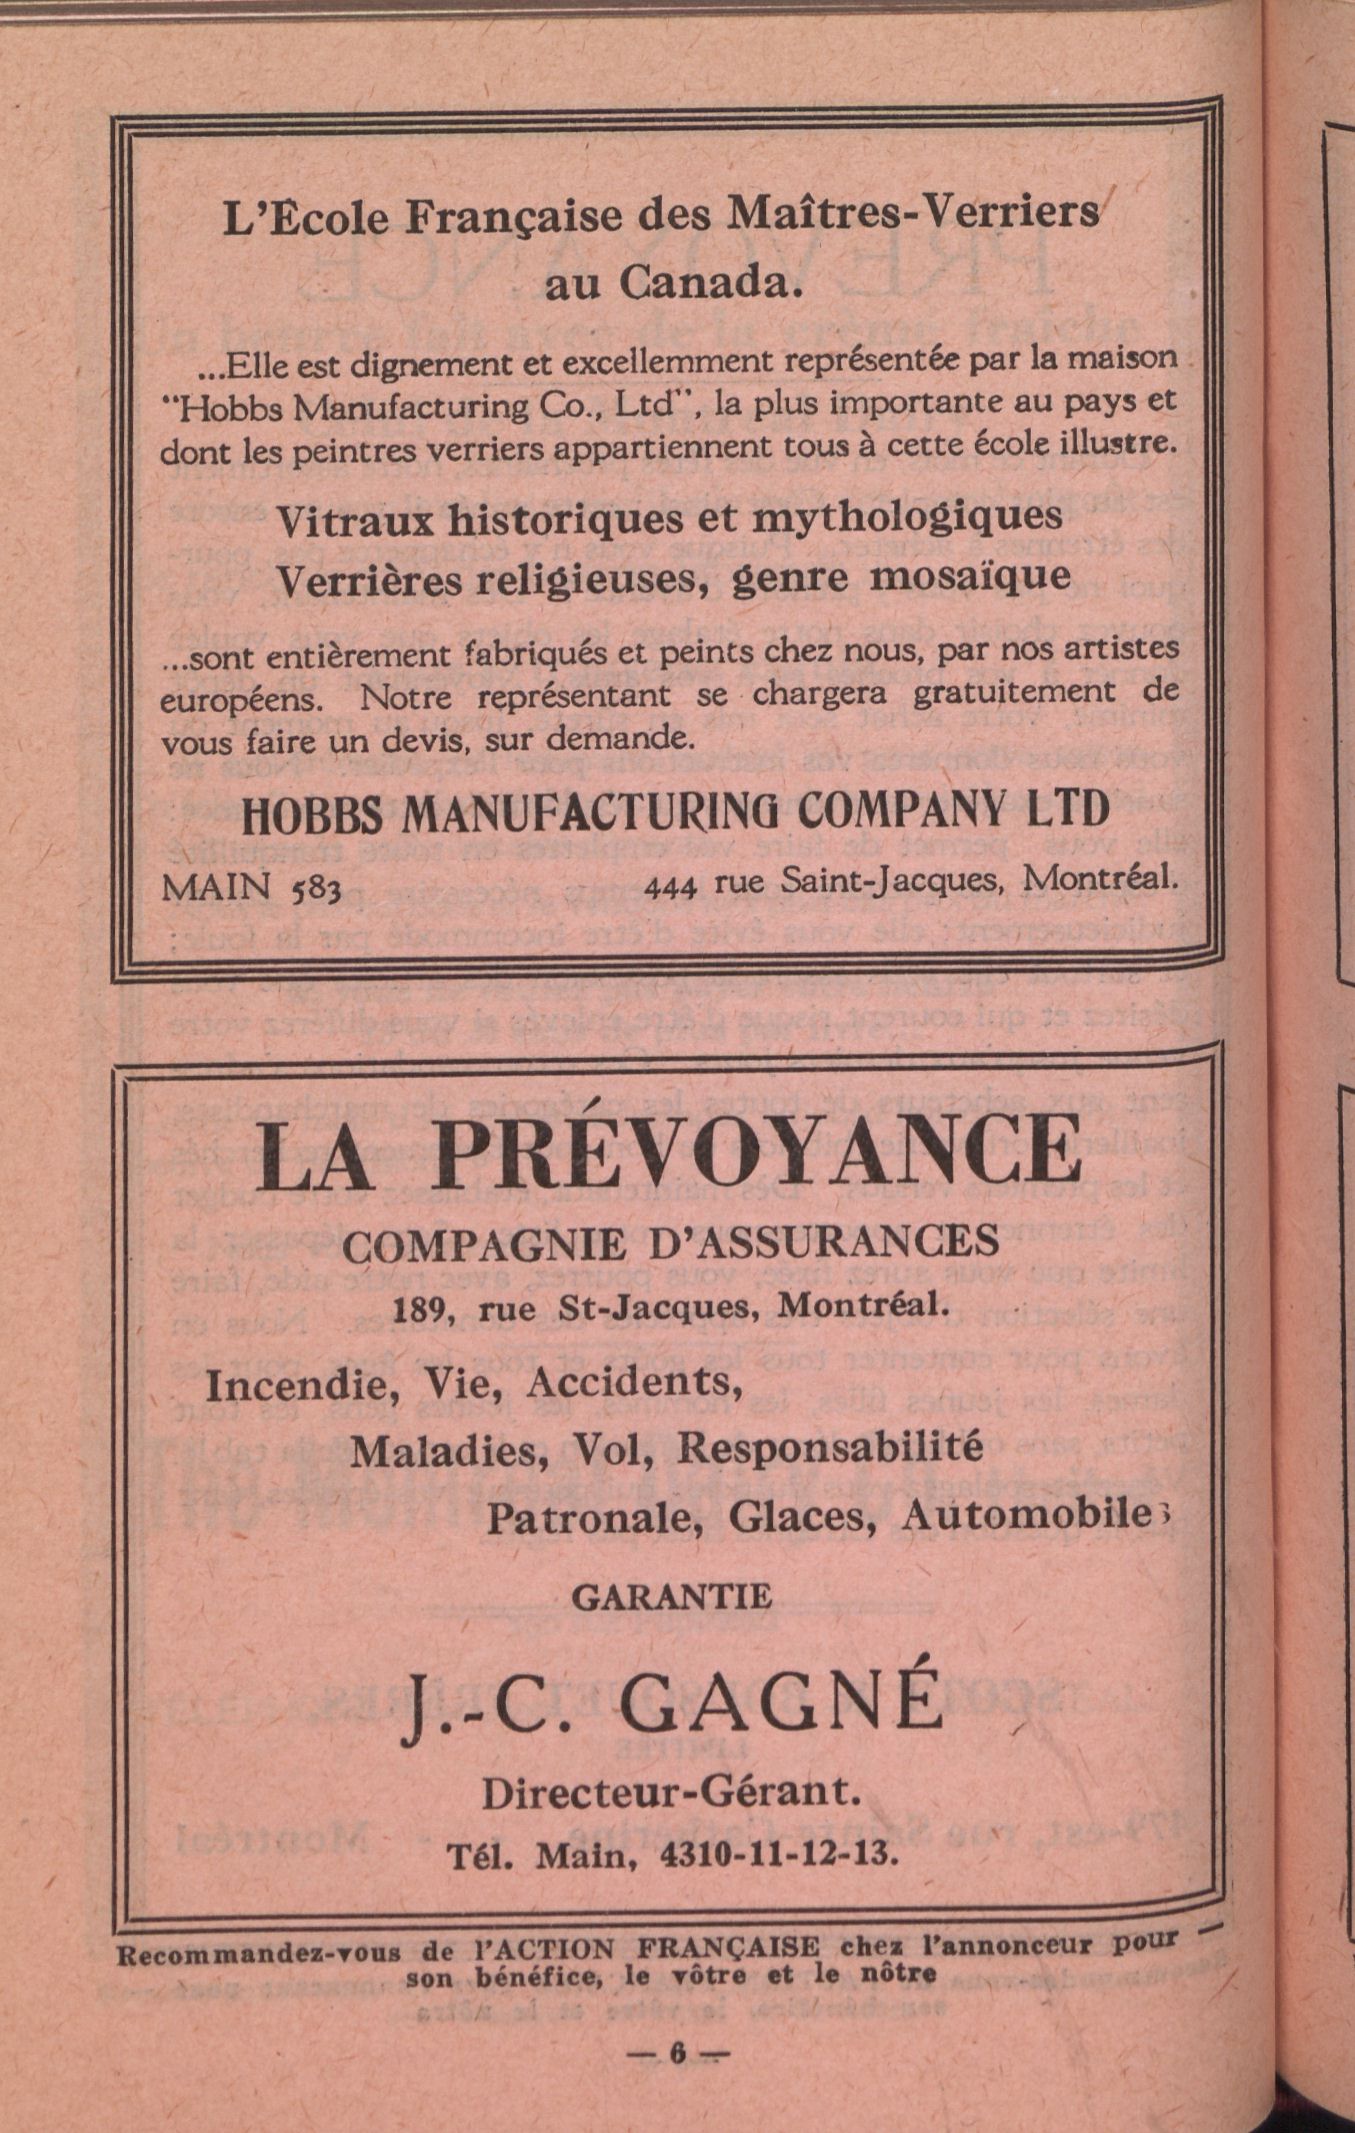 L'École Française des Maîtres-Verriers
au Canada.
...Elle est dignement et excellemment représentée par la maison
"Hobbs Manufacturing Co., Ltd", la plus importante au pays et
dont les peintres verriers appartiennent tous à cette école illustre.
Vitraux historiques et mythologiques
Verrières religieuses, genre mosaïque
...sont entièrement fabriqués et peints chez nous, par nos artistes
européens. Notre représentant se chargera gratuitement de
vous faire un devis, sur demande.
HOBBS MANUFACTURING COMPANY LTD
MAIN 583 444 rue Saint-Jacques, Montréal.
LA PRÉVOYANCE
COMPAGNIE D'ASSURANCES
189, rue St-Jacques, Montréal.
Incendie, Vie, Accidents,
Maladies, Vol, Responsabilité
Patronale, Glaces, Automobiles
GARANTIE
J.-C. GAGNÉ
Directeur-Gérant.
Tél. Main, 4310-11-12-13.
Recommandez-vous de l'ACTION FRANÇAISE chez l'annonceur pour —
son bénéfice, le vôtre et le nôtre
— 6 —